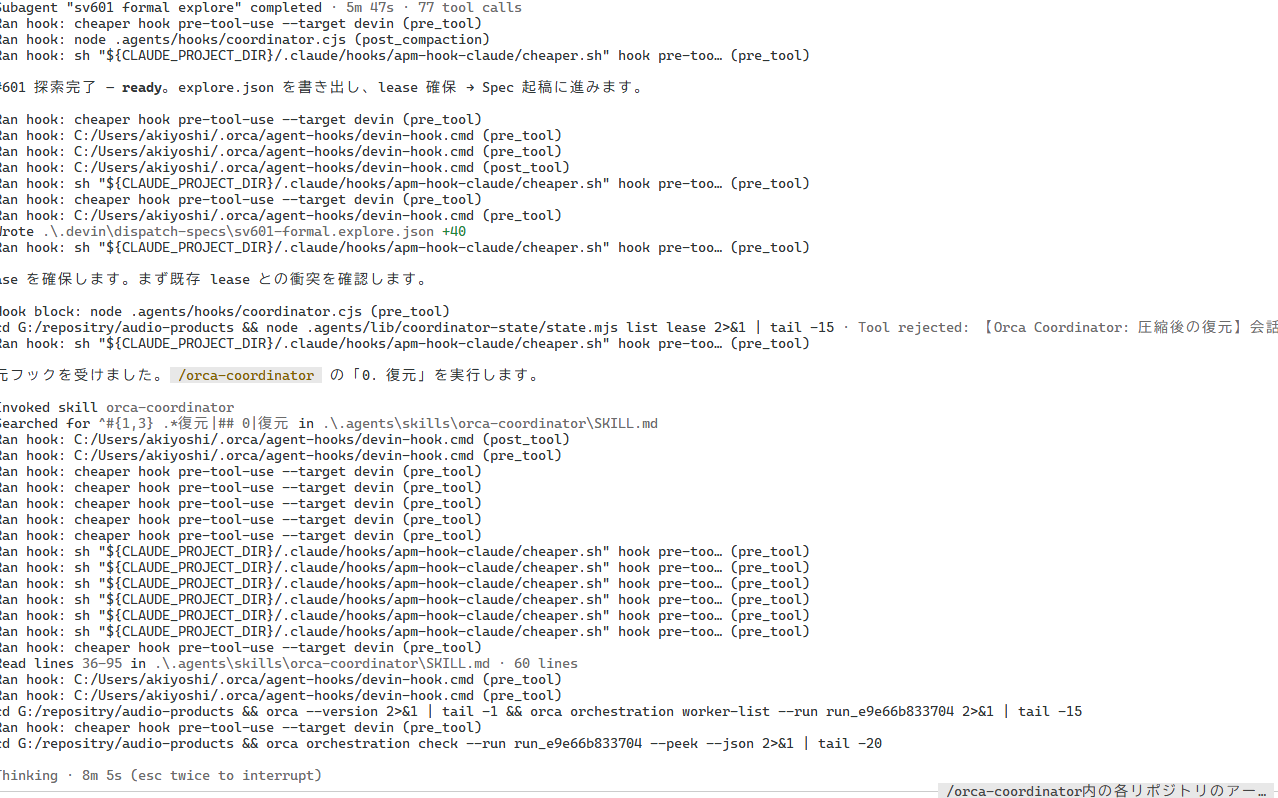 Subagent "sv601 formal explore" completed · 5m 47s · 77 tool calls
Ran hook: cheaper hook pre-tool-use --target devin (pre_tool)
Ran hook: node .agents/hooks/coordinator.cjs (post_compaction)
Ran hook: sh "${CLAUDE_PROJECT_DIR}/.claude/hooks/apm-hook-claude/cheaper.sh" hook pre-too… (pre_tool)
#601 探索完了 — ready。explore.json を書き出し、lease 確保 → Spec 起稿に進みます。
Ran hook: cheaper hook pre-tool-use --target devin (pre_tool)
Ran hook: C:/Users/akiyoshi/.orca/agent-hooks/devin-hook.cmd (pre_tool)
Ran hook: C:/Users/akiyoshi/.orca/agent-hooks/devin-hook.cmd (pre_tool)
Ran hook: C:/Users/akiyoshi/.orca/agent-hooks/devin-hook.cmd (post_tool)
Ran hook: sh "${CLAUDE_PROJECT_DIR}/.claude/hooks/apm-hook-claude/cheaper.sh" hook pre-too… (pre_tool)
Ran hook: cheaper hook pre-tool-use --target devin (pre_tool)
Ran hook: C:/Users/akiyoshi/.orca/agent-hooks/devin-hook.cmd (pre_tool)
Wrote .\.devin\dispatch-specs\sv601-formal.explore.json +40
Ran hook: sh "${CLAUDE_PROJECT_DIR}/.claude/hooks/apm-hook-claude/cheaper.sh" hook pre-too… (pre_tool)
ase を確保します。まず既存 lease との衝突を確認します。
Hook block: node .agents/hooks/coordinator.cjs (pre_tool)
cd G:/repositry/audio-products && node .agents/lib/coordinator-state/state.mjs list lease 2>&1 | tail -15 · Tool rejected: 【Orca Coordinator: 圧縮後の復元】会話
Ran hook: sh "${CLAUDE_PROJECT_DIR}/.claude/hooks/apm-hook-claude/cheaper.sh" hook pre-too… (pre_tool)
元フックを受けました。 /orca-coordinator の「0. 復元」を実行します。
Invoked skill orca-coordinator
Searched for ^#{1,3} .*復元|## 0|復元 in .\.agents\skills\orca-coordinator\SKILL.md
Ran hook: C:/Users/akiyoshi/.orca/agent-hooks/devin-hook.cmd (post_tool)
Ran hook: C:/Users/akiyoshi/.orca/agent-hooks/devin-hook.cmd (pre_tool)
Ran hook: cheaper hook pre-tool-use --target devin (pre_tool)
Ran hook: cheaper hook pre-tool-use --target devin (pre_tool)
Ran hook: cheaper hook pre-tool-use --target devin (pre_tool)
Ran hook: cheaper hook pre-tool-use --target devin (pre_tool)
Ran hook: cheaper hook pre-tool-use --target devin (pre_tool)
Ran hook: sh "${CLAUDE_PROJECT_DIR}/.claude/hooks/apm-hook-claude/cheaper.sh" hook pre-too… (pre_tool)
Ran hook: sh "${CLAUDE_PROJECT_DIR}/.claude/hooks/apm-hook-claude/cheaper.sh" hook pre-too… (pre_tool)
Ran hook: sh "${CLAUDE_PROJECT_DIR}/.claude/hooks/apm-hook-claude/cheaper.sh" hook pre-too… (pre_tool)
Ran hook: sh "${CLAUDE_PROJECT_DIR}/.claude/hooks/apm-hook-claude/cheaper.sh" hook pre-too… (pre_tool)
Ran hook: sh "${CLAUDE_PROJECT_DIR}/.claude/hooks/apm-hook-claude/cheaper.sh" hook pre-too… (pre_tool)
Ran hook: sh "${CLAUDE_PROJECT_DIR}/.claude/hooks/apm-hook-claude/cheaper.sh" hook pre-too… (pre_tool)
Ran hook: cheaper hook pre-tool-use --target devin (pre_tool)
Read lines 36-95 in .\.agents\skills\orca-coordinator\SKILL.md · 60 lines
Ran hook: C:/Users/akiyoshi/.orca/agent-hooks/devin-hook.cmd (pre_tool)
Ran hook: C:/Users/akiyoshi/.orca/agent-hooks/devin-hook.cmd (pre_tool)
cd G:/repositry/audio-products && orca --version 2>&1 | tail -1 && orca orchestration worker-list --run run_e9e66b833704 2>&1 | tail -15
Ran hook: cheaper hook pre-tool-use --target devin (pre_tool)
cd G:/repositry/audio-products && orca orchestration check --run run_e9e66b833704 --peek --json 2>&1 | tail -20
Thinking · 8m 5s (esc twice to interrupt)
/orca-coordinator内の各リポジトリのアー…